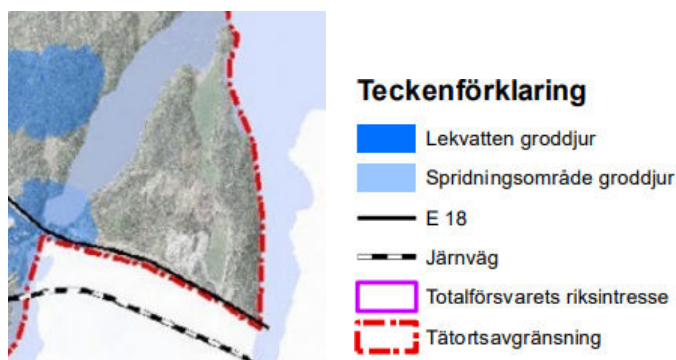 Teckenförklaring
Lekvatten groddjur
Spridningsområde groddjur
E 18
Järnväg
Totalförsvarets riksintresse
Tätortsavgränsning